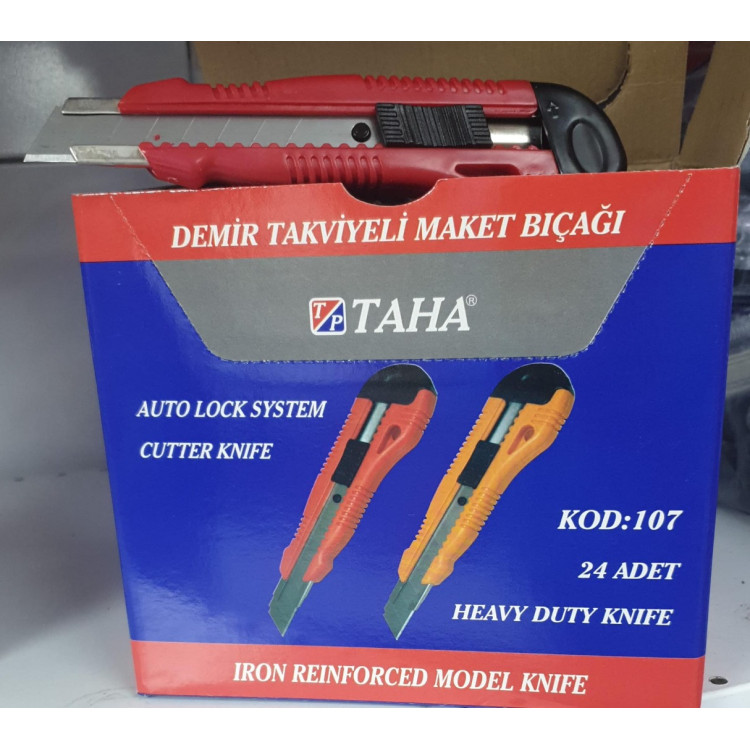 DEMİR TAKVİYELİ MAKET BIÇAĞI
TP TAHA®
AUTO LOCK SYSTEM
CUTTER KNIFE
KOD:107
24 ADET
HEAVY DUTY KNIFE
IRON REINFORCED MODEL KNIFE